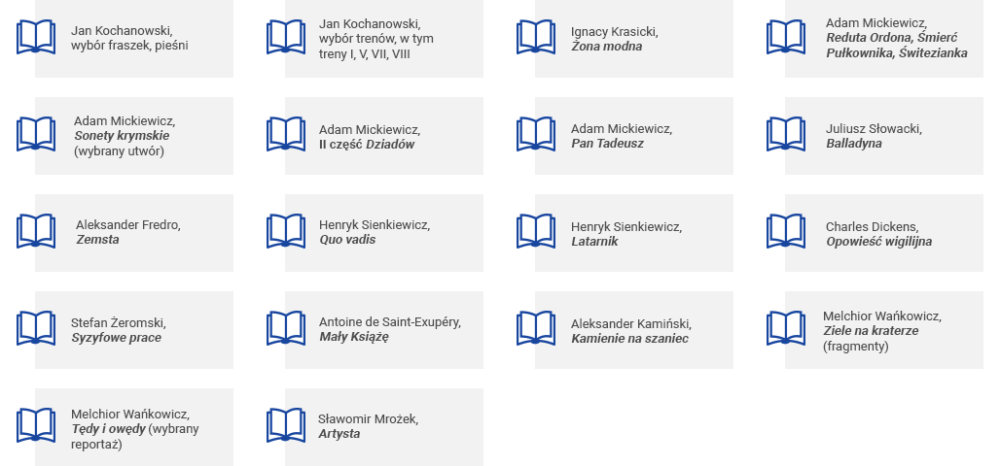 Jan Kochanowski,
wybór fraszek, pieśni
Jan Kochanowski,
wybór trenów, w tym
treny I, V, VII, VIII
Ignacy Krasicki,
Żona modna
Adam Mickiewicz,
Reduta Ordona, Śmierć
Pułkownika, Świtezianka
Adam Mickiewicz,
Sonety krymskie
(wybrany utwór)
Adam Mickiewicz,
II część Dziadów
Adam Mickiewicz,
Pan Tadeusz
Juliusz Słowacki,
Balladyna
Aleksander Fredro,
Zemsta
Henryk Sienkiewicz,
Quo vadis
Henryk Sienkiewicz,
Latarnik
Charles Dickens,
Opowieść wigilijna
Stefan Żeromski,
Syzyfowe prace
Antoine de Saint-Exupéry,
Mały Książę
Aleksander Kamiński,
Kamienie na szaniec
Melchior Wańkowicz,
Ziele na kraterze
(fragmenty)
Melchior Wańkowicz,
Tędy i owędy (wybrany
reportaż)
Sławomir Mrożek,
Artysta